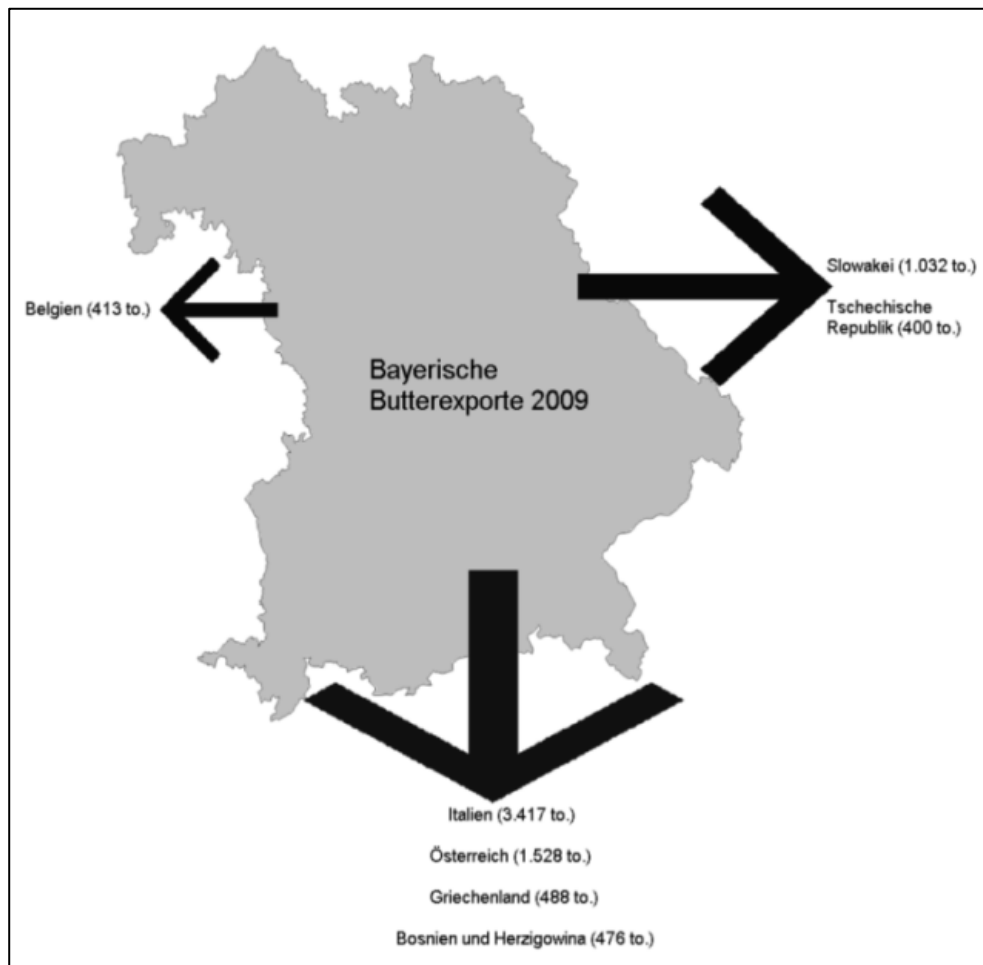 Slowakei (1.032 to.)
Belgien (413 to.)
Tschechische
Republik (400 to.)
Bayerische
Butterexporte 2009
Italien (3.417 to.)
Österreich (1.528 to.)
Griechenland (488 to.)
Bosnien und Herzigowina (476 to.)